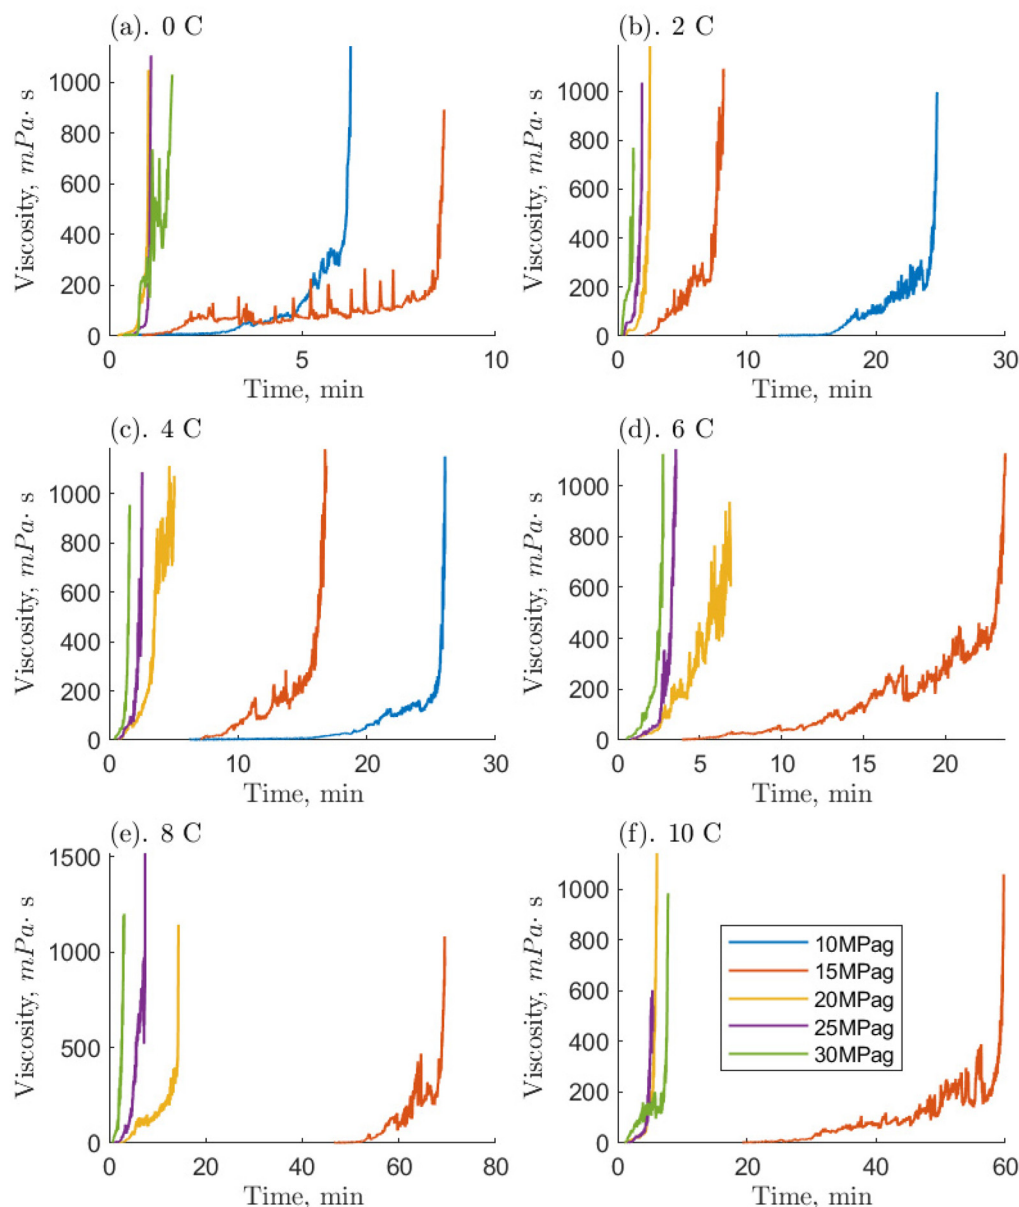 (a). 0 C
Viscosity, mPa· s
1000
800
600
400
200
0
0
5
10
Time, min
(b). 2 C
Viscosity, mPa· s
1000
800
600
400
200
0
0
10
20
30
Time, min
(c). 4 C
Viscosity, mPa· s
1000
800
600
400
200
0
0
10
20
30
Time, min
(d). 6 C
Viscosity, mPa· s
1000
800
600
400
200
0
0
5
10
15
20
Time, min
(e). 8 C
Viscosity, mPa· s
1500
1000
500
0
0
20
40
60
80
Time, min
(f). 10 C
Viscosity, mPa· s
1000
800
600
400
200
0
0
20
40
60
Time, min
10MPag
15MPag
20MPag
25MPag
30MPag